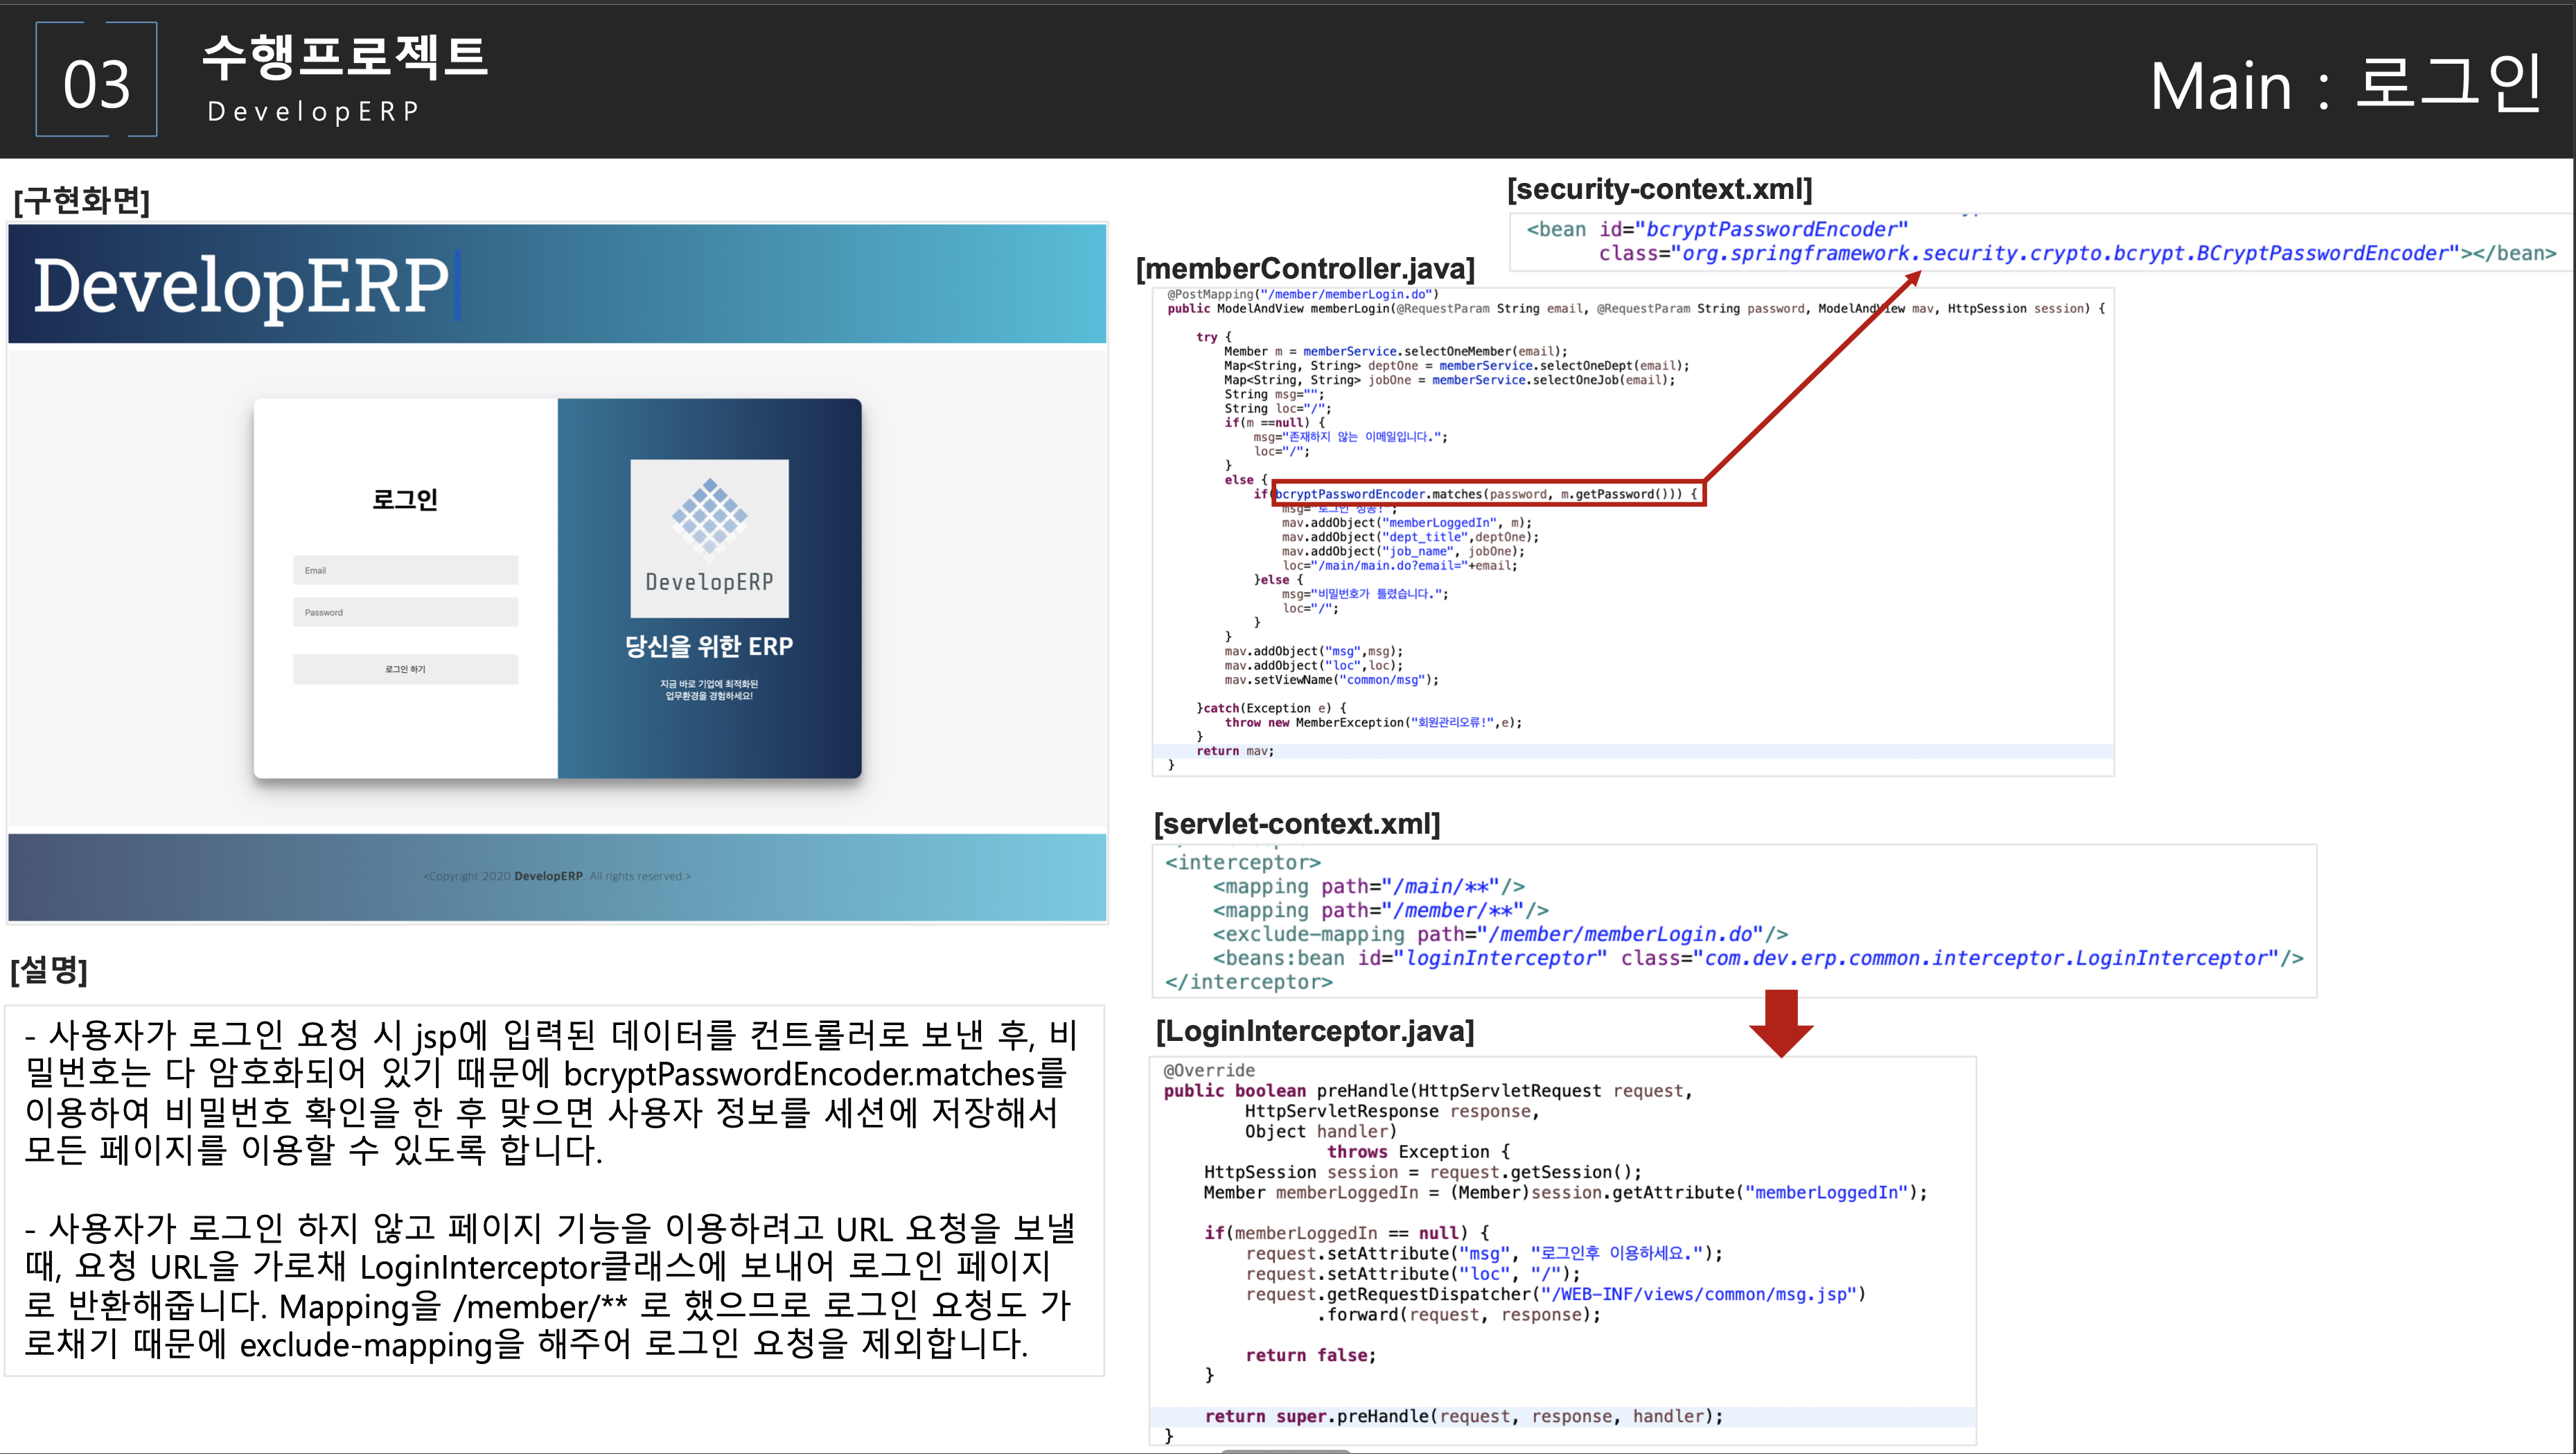 03
수행프로젝트
DevelopERP
Main : 로그인
[구현화면]
DevelopERP
로그인
Email
Password
로그인 하기
DevelopERP
당신을 위한 ERP
지금 바로 기업에 최적화된
업무환경을 경험하세요!
<Copyright 2020 DevelopERP. All rights reserved.>
[설명]
- 사용자가 로그인 요청 시 jsp에 입력된 데이터를 컨트롤러로 보낸 후, 비
밀번호는 다 암호화되어 있기 때문에 bcryptPasswordEncoder.matches를
이용하여 비밀번호 확인을 한 후 맞으면 사용자 정보를 세션에 저장해서
모든 페이지를 이용할 수 있도록 합니다.
- 사용자가 로그인 하지 않고 페이지 기능을 이용하려고 URL 요청을 보낼
때, 요청 URL을 가로채 LoginInterceptor클래스에 보내어 로그인 페이지
로 반환해줍니다. Mapping을 /member/** 로 했으므로 로그인 요청도 가
로채기 때문에 exclude-mapping을 해주어 로그인 요청을 제외합니다.
[security-context.xml]
<bean id="bcryptPasswordEncoder"
class="org.springframework.security.crypto.bcrypt.BCryptPasswordEncoder"></bean>
[memberController.java]
@PostMapping("/member/memberLogin.do")
public ModelAndView memberLogin(@RequestParam String email, @RequestParam String password, ModelAndView mav, HttpSession session) {
try {
Member m = memberService.selectOneMember(email);
Map<String, String> deptOne = memberService.selectOneDept(email);
Map<String, String> jobOne = memberService.selectOneJob(email);
String msg="";
String loc="/";
if(m ==null) {
msg="존재하지 않는 이메일입니다.";
loc="/";
}
else {
if(bcryptPasswordEncoder.matches(password, m.getPassword())) {
msg="로그인 성공!";
mav.addObject("memberLoggedIn", m);
mav.addObject("dept_title",deptOne);
mav.addObject("job_name", jobOne);
loc="/main/main.do?email="+email;
}else {
msg="비밀번호가 틀렸습니다.";
loc="/";
}
}
mav.addObject("msg",msg);
mav.addObject("loc",loc);
mav.setViewName("common/msg");
}catch(Exception e) {
throw new MemberException("회원관리오류!",e);
}
return mav;
}
[servlet-context.xml]
<interceptor>
<mapping path="/main/**"/>
<mapping path="/member/**"/>
<exclude-mapping path="/member/memberLogin.do"/>
<beans:bean id="loginInterceptor" class="com.dev.erp.common.interceptor.LoginInterceptor"/>
</interceptor>
[LoginInterceptor.java]
@Override
public boolean preHandle(HttpServletRequest request,
HttpServletResponse response,
Object handler)
throws Exception {
HttpSession session = request.getSession();
Member memberLoggedIn = (Member)session.getAttribute("memberLoggedIn");
if(memberLoggedIn == null) {
request.setAttribute("msg", "로그인후 이용하세요.");
request.setAttribute("loc", "/");
request.getRequestDispatcher("/WEB-INF/views/common/msg.jsp")
.forward(request, response);
return false;
}
return super.preHandle(request, response, handler);
}